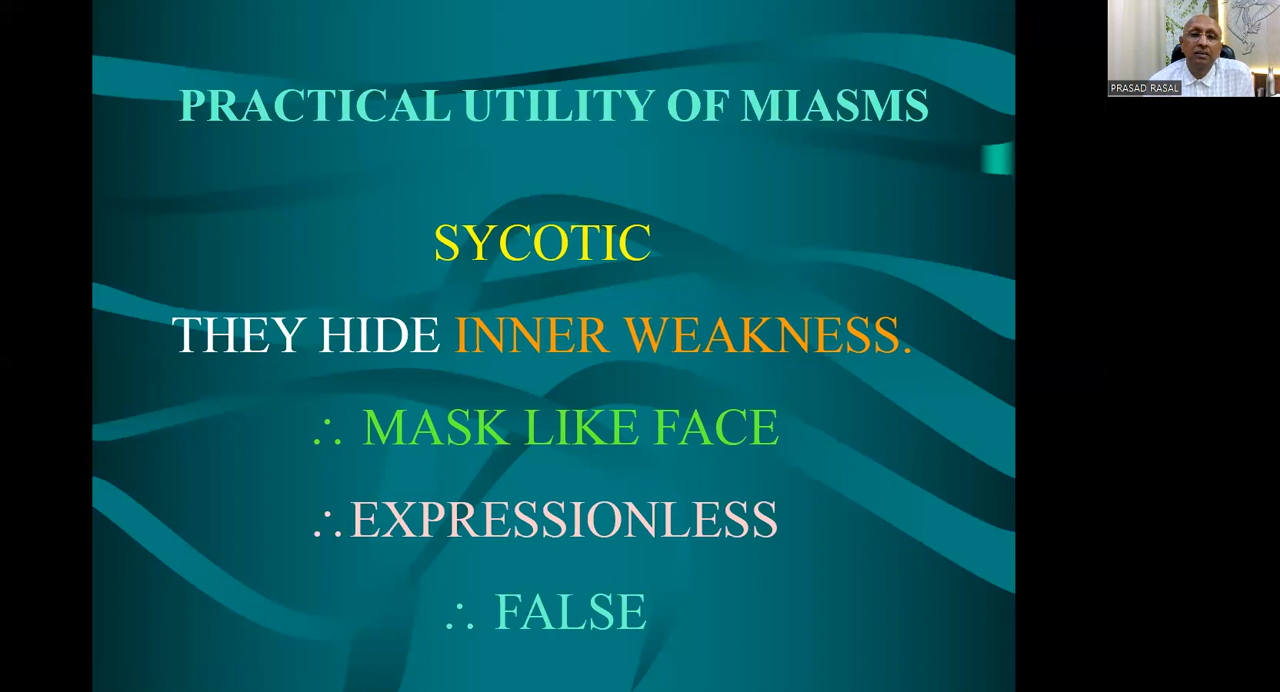 PRACTICAL UTILITY OF MIASMS
SYCOTIC
THEY HIDE INNER WEAKNESS.
∴ MASK LIKE FACE
∴EXPRESSIONLESS
∴ FALSE
PRASAD RASAL